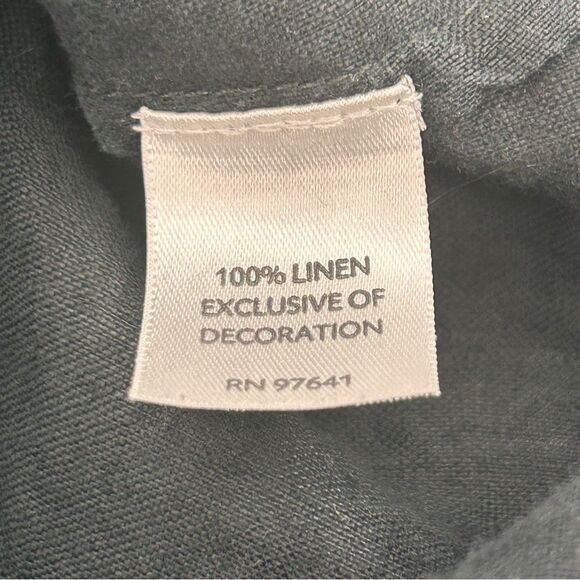 100% LINEN
EXCLUSIVE OF
DECORATION
RN 97641